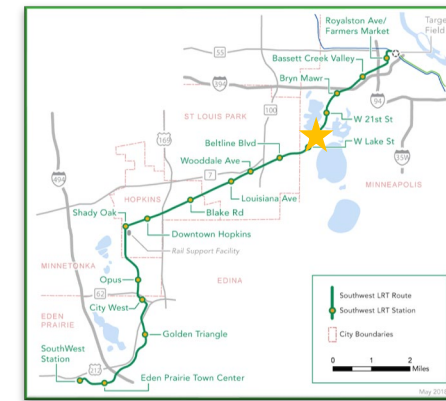 Royalston Ave/
Farmers Market
Targe
Field
55
Bassett Creek Valley
394
Bryn Mawr
94
100
ST LOUIS PARK
W 21st St
169
Beltline Blvd
W Lake St
35W
Wooddale Ave
7
494
MINNEAPOLIS
Louisiana Ave
HOPKINS
Blake Rd
Shady Oak
Downtown Hopkins
Rail Support Facility
MINNETONKA
EDINA
Opus
62
City West
EDEN
PRAIRIE
Southwest LRT Route
Southwest LRT Station
City Boundaries
Golden Triangle
SouthWest
Station
212
0 1 2
Miles
Eden Prairie Town Center